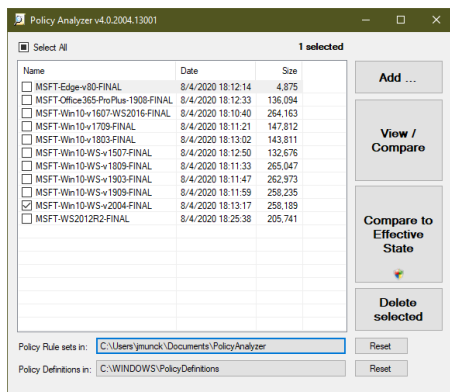 Policy Analyzer v4.0.2004.13001
Select All 1 selected
Name Date Size
MSFT-Edge-v80-FINAL 8/4/2020 18:12:14 4,875
MSFT-Office365-ProPlus-1908-FINAL 8/4/2020 18:12:33 136,094
MSFT-Win10-v1607-WS2016-FINAL 8/4/2020 18:10:40 264,163
MSFT-Win10-v1709-FINAL 8/4/2020 18:11:21 147,812
MSFT-Win10-v1803-FINAL 8/4/2020 18:13:02 143,811
MSFT-Win10-WS-v1507-FINAL 8/4/2020 18:12:50 132,676
MSFT-Win10-WS-v1809-FINAL 8/4/2020 18:11:33 265,047
MSFT-Win10-WS-v1903-FINAL 8/4/2020 18:11:47 262,973
MSFT-Win10-WS-v1909-FINAL 8/4/2020 18:11:59 258,235
MSFT-Win10-WS-v2004-FINAL 8/4/2020 18:13:17 258,189
MSFT-WS2012R2-FINAL 8/4/2020 18:25:38 205,741
Add ...
View /
Compare
Compare to
Effective
State
Delete
selected
Policy Rule sets in: C:\Users\jmunck\Documents\PolicyAnalyzer Reset
Policy Definitions in: C:\WINDOWS\PolicyDefinitions Reset